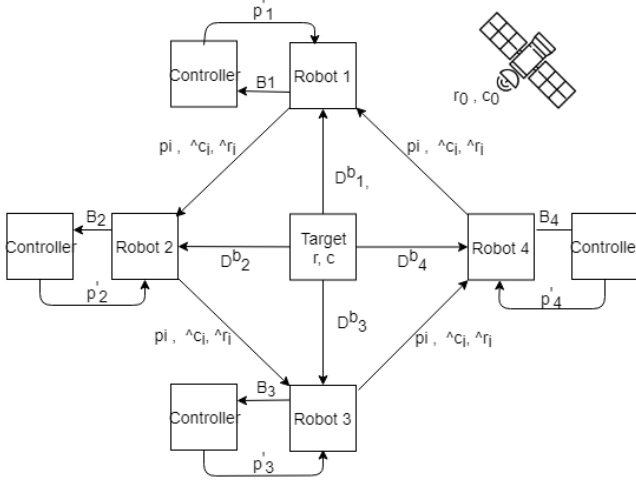 p'1
Controller
B1
Robot 1
r0 , c0
pi , ^ci, ^ri
pi , ^ci, ^ri
Db1,
B2
B4
Controller
Robot 2
Target
r, c
Robot 4
Controller
Db2
Db4
p'2
p'4
Db3
pi , ^ci, ^ri
pi , ^ci, ^ri
B3
Controller
Robot 3
p'3